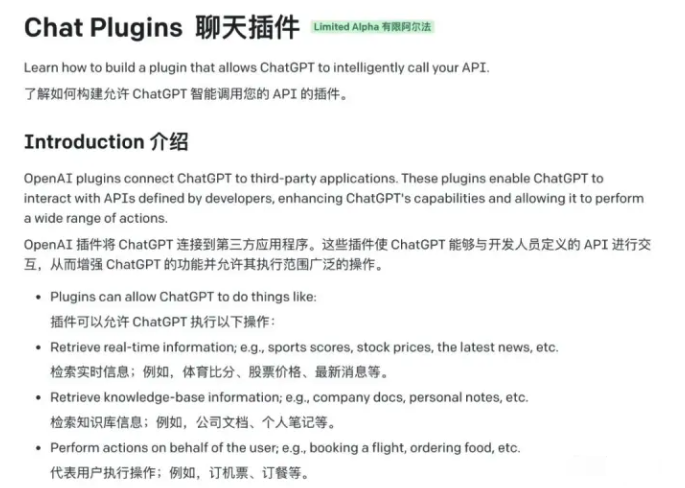 Chat Plugins 聊天插件 Limited Alpha 有限阿尔法
Learn how to build a plugin that allows ChatGPT to intelligently call your API.
了解如何构建允许 ChatGPT 智能调用您的 API 的插件。
Introduction 介绍
OpenAI plugins connect ChatGPT to third-party applications. These plugins enable ChatGPT to
interact with APIs defined by developers, enhancing ChatGPT's capabilities and allowing it to perform
a wide range of actions.
OpenAI 插件将 ChatGPT 连接到第三方应用程序。这些插件使 ChatGPT 能够与开发人员定义的 API 进行交
互，从而增强 ChatGPT 的功能并允许其执行范围广泛的操作。
• Plugins can allow ChatGPT to do things like:
插件可以允许 ChatGPT 执行以下操作：
• Retrieve real-time information; e.g., sports scores, stock prices, the latest news, etc.
检索实时信息；例如，体育比分、股票价格、最新消息等。
• Retrieve knowledge-base information; e.g., company docs, personal notes, etc.
检索知识库信息；例如，公司文档、个人笔记等。
• Perform actions on behalf of the user; e.g., booking a flight, ordering food, etc.
代表用户执行操作；例如，订机票、订餐等。